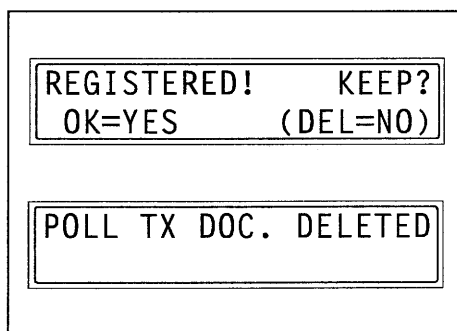 REGISTERED! KEEP?
OK=YES (DEL=NO)
POLL TX DOC. DELETED